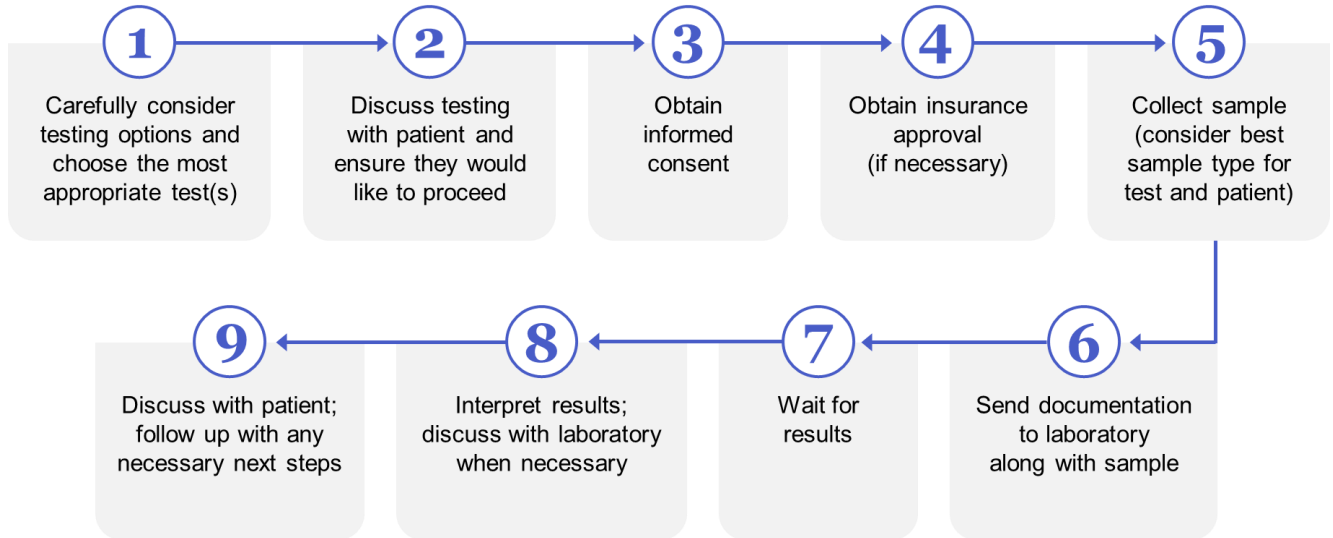 1
Carefully consider
testing options and
choose the most
appropriate test(s)
2
Discuss testing
with patient and
ensure they would
like to proceed
3
Obtain
informed
consent
4
Obtain insurance
approval
(if necessary)
5
Collect sample
(consider best
sample type for
test and patient)
6
Send documentation
to laboratory
along with sample
7
Wait for
results
8
Interpret results;
discuss with laboratory
when necessary
9
Discuss with patient;
follow up with any
necessary next steps